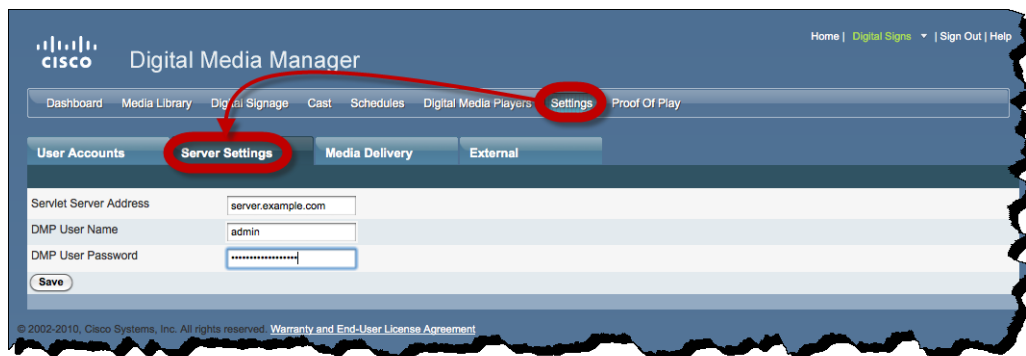 Home | Digital Signs | Sign Out | Help
CISCO Digital Media Manager
Dashboard Media Library Digital Signage Cast Schedules Digital Media Players Settings Proof Of Play
User Accounts Server Settings Media Delivery External
Servlet Server Address server.example.com
DMP User Name admin
DMP User Password ••••••••••••••••••
Save
© 2002-2010, Cisco Systems, Inc. All rights reserved. Warranty and End-User License Agreement